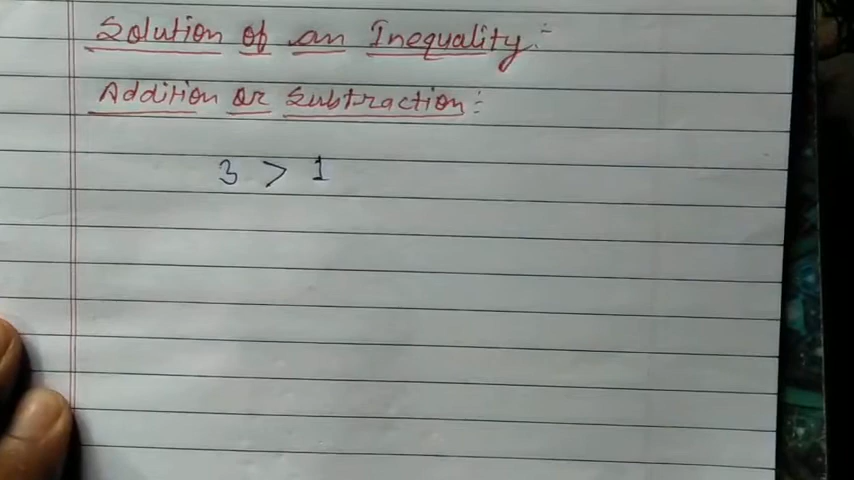 Solution of an Inequality:-
Addition or Subtraction:
3 > 1